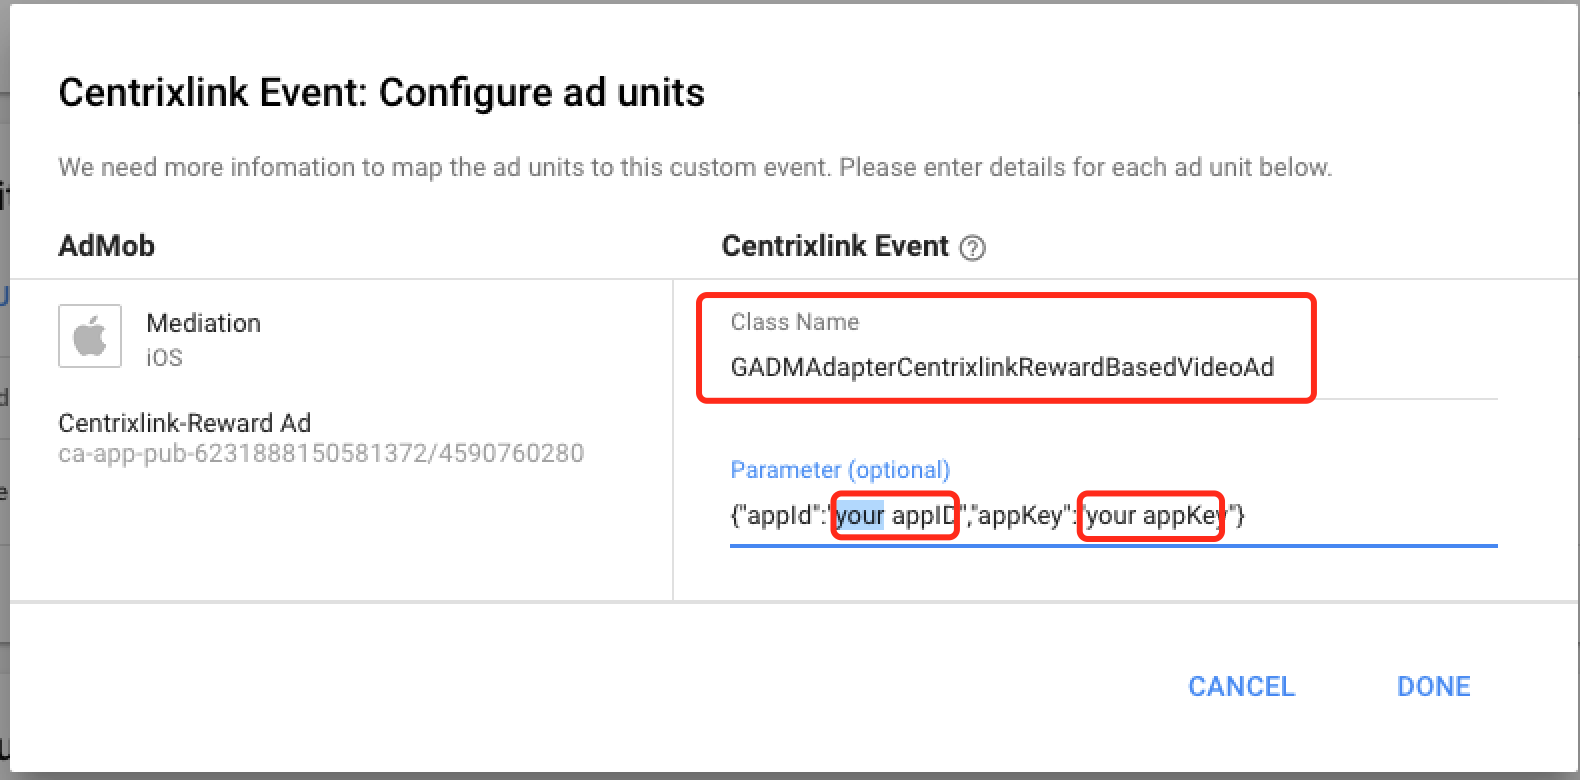 Centrixlink Event: Configure ad units
We need more infomation to map the ad units to this custom event. Please enter details for each ad unit below.
AdMob
Centrixlink Event
Mediation
iOS
Centrixlink-Reward Ad
ca-app-pub-6231888150581372/4590760280
Class Name
GADMAdapterCentrixlinkRewardBasedVideoAd
Parameter (optional)
{"appId":"your appID","appKey":"your appKey"}
CANCEL
DONE